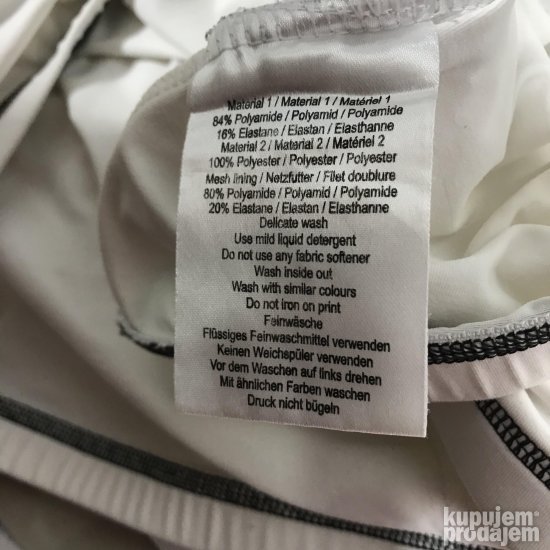 Material 1 / Material 1 / Matériel 1
84% Polyamide / Polyamid / Polyamide
16% Elastane / Elastan / Elasthanne
Material 2 / Material 2 / Matériel 2
100% Polyester / Polyester / Polyester
Mesh lining / Netzfutter / Filet doublure
80% Polyamide / Polyamid / Polyamide
20% Elastane / Elastan / Elasthanne
Delicate wash
Use mild liquid detergent
Do not use any fabric softener
Wash inside out
Wash with similar colours
Do not iron on print
Feinwäsche
Flüssiges Feinwaschmittel verwenden
Keinen Weichspüler verwenden
Vor dem Waschen auf links drehen
Mit ähnlichen Farben waschen
Druck nicht bügeln
kupujem
prodajem